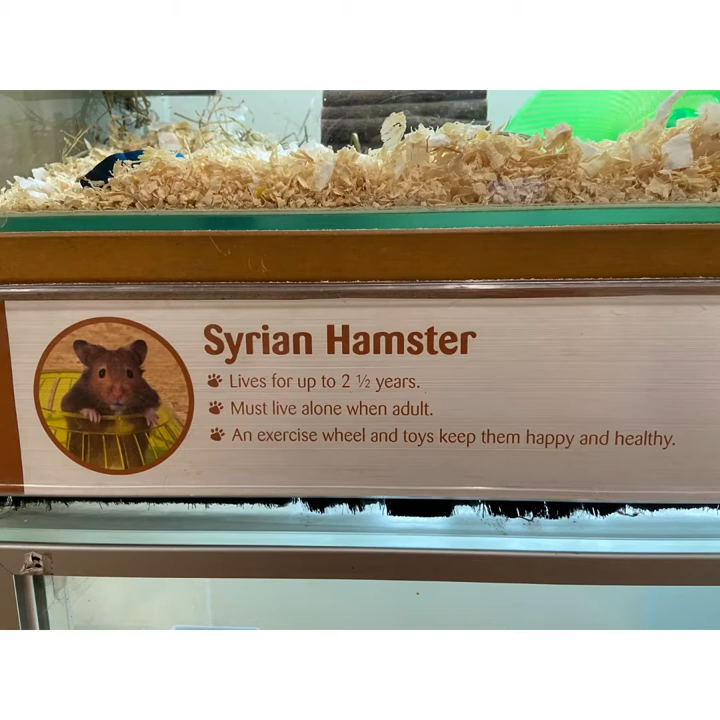 Syrian Hamster
Lives for up to 2 ½ years.
Must live alone when adult.
An exercise wheel and toys keep them happy and healthy.